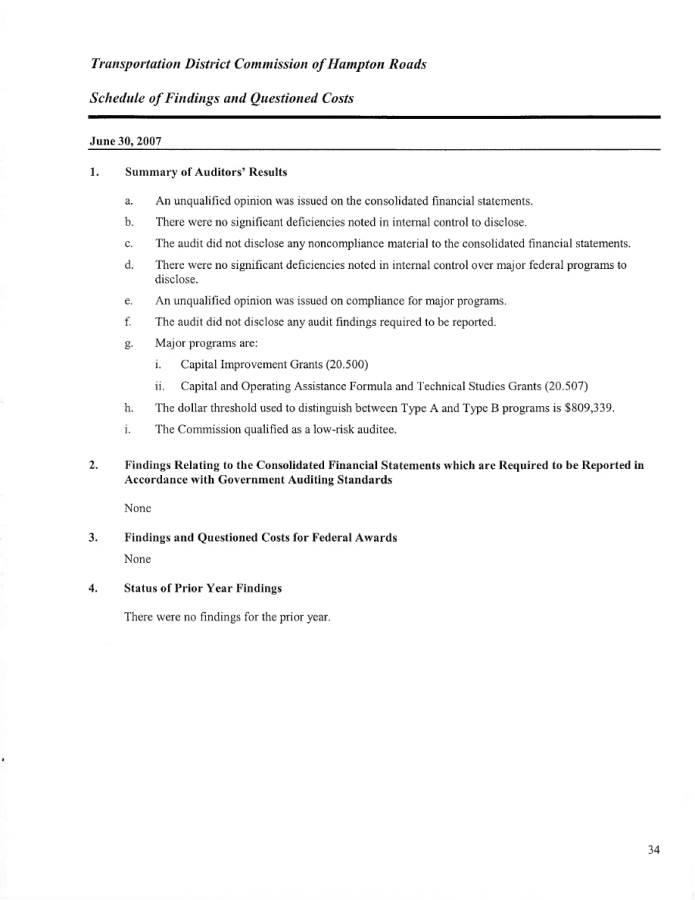 Transportation District Commission of Hampton Roads
Schedule of Findings and Questioned Costs
June 30, 2007
1. Summary of Auditors' Results
a. An unqualified opinion was issued on the consolidated financial statements.
b. There were no significant deficiencies noted in internal control to disclose.
c. The audit did not disclose any noncompliance material to the consolidated financial statements.
d. There were no significant deficiencies noted in internal control over major federal programs to
disclose.
e. An unqualified opinion was issued on compliance for major programs.
f. The audit did not disclose any audit findings required to be reported.
g. Major programs are:
i. Capital Improvement Grants (20.500)
ii. Capital and Operating Assistance Formula and Technical Studies Grants (20.507)
h. The dollar threshold used to distinguish between Type A and Type B programs is $809,339.
i. The Commission qualified as a low-risk auditee.
2. Findings Relating to the Consolidated Financial Statements which are Required to be Reported in
Accordance with Government Auditing Standards
None
3. Findings and Questioned Costs for Federal Awards
None
4. Status of Prior Year Findings
There were no findings for the prior year.
34